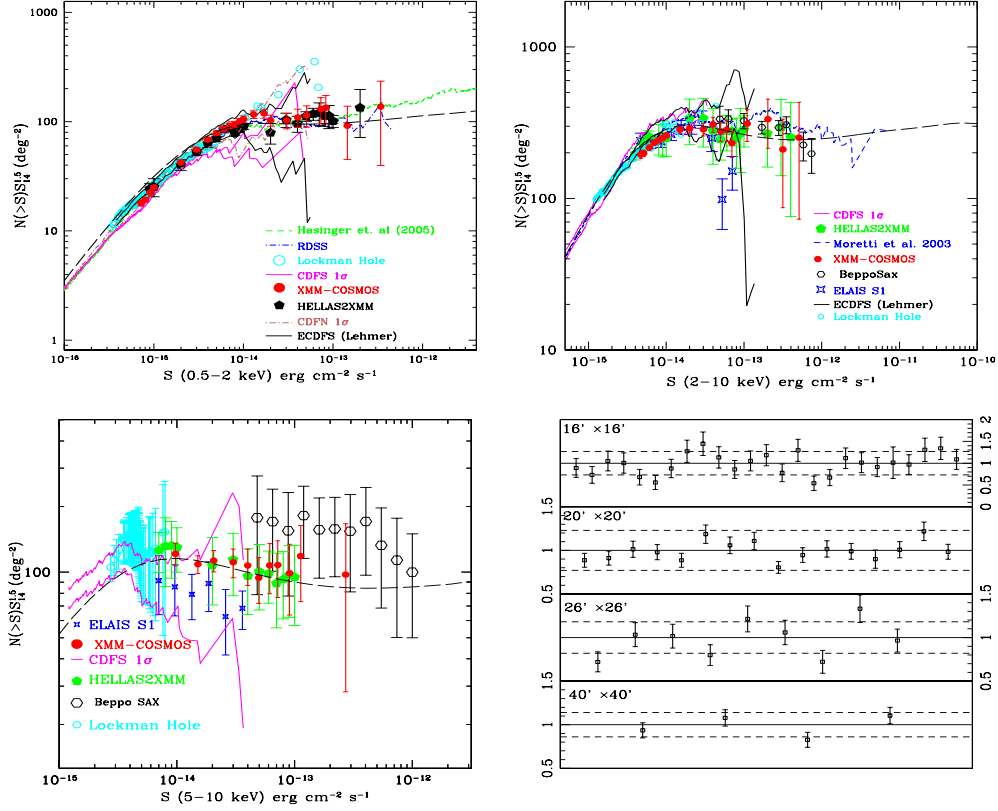 1000
100
10
1
N(>S)S₁₄¹·⁵ (deg⁻²)
Hasinger et. al (2005)
RDSS
Lockman Hole
CDFS 1σ
XMM-COSMOS
HELLAS2XMM
CDFN 1σ
ECDFS (Lehmer)
10⁻¹⁶ 10⁻¹⁵ 10⁻¹⁴ 10⁻¹³ 10⁻¹²
S (0.5-2 keV) erg cm⁻² s⁻¹
1000
100
10
N(>S)S₁₄¹·⁵ (deg⁻²)
CDFS 1σ
HELLAS2XMM
Moretti et al. 2003
XMM-COSMOS
BeppoSax
ELAIS S1
ECDFS (Lehmer)
Lockman Hole
10⁻¹⁵ 10⁻¹⁴ 10⁻¹³ 10⁻¹² 10⁻¹¹ 10⁻¹⁰
S (2-10 keV) erg cm⁻² s⁻¹
100
N(>S)S₁₄¹·⁵ (deg⁻²)
ELAIS S1
XMM-COSMOS
CDFS 1σ
HELLAS2XMM
Beppo SAX
Lockman Hole
10⁻¹⁵ 10⁻¹⁴ 10⁻¹³ 10⁻¹²
S (5-10 keV) erg cm⁻² s⁻¹
16' ×16'
0 0.5 1 1.5 2
20' ×20'
0.5 1 1.5
26' ×26'
0.5 1 1.5
40' ×40'
0.5 1 1.5